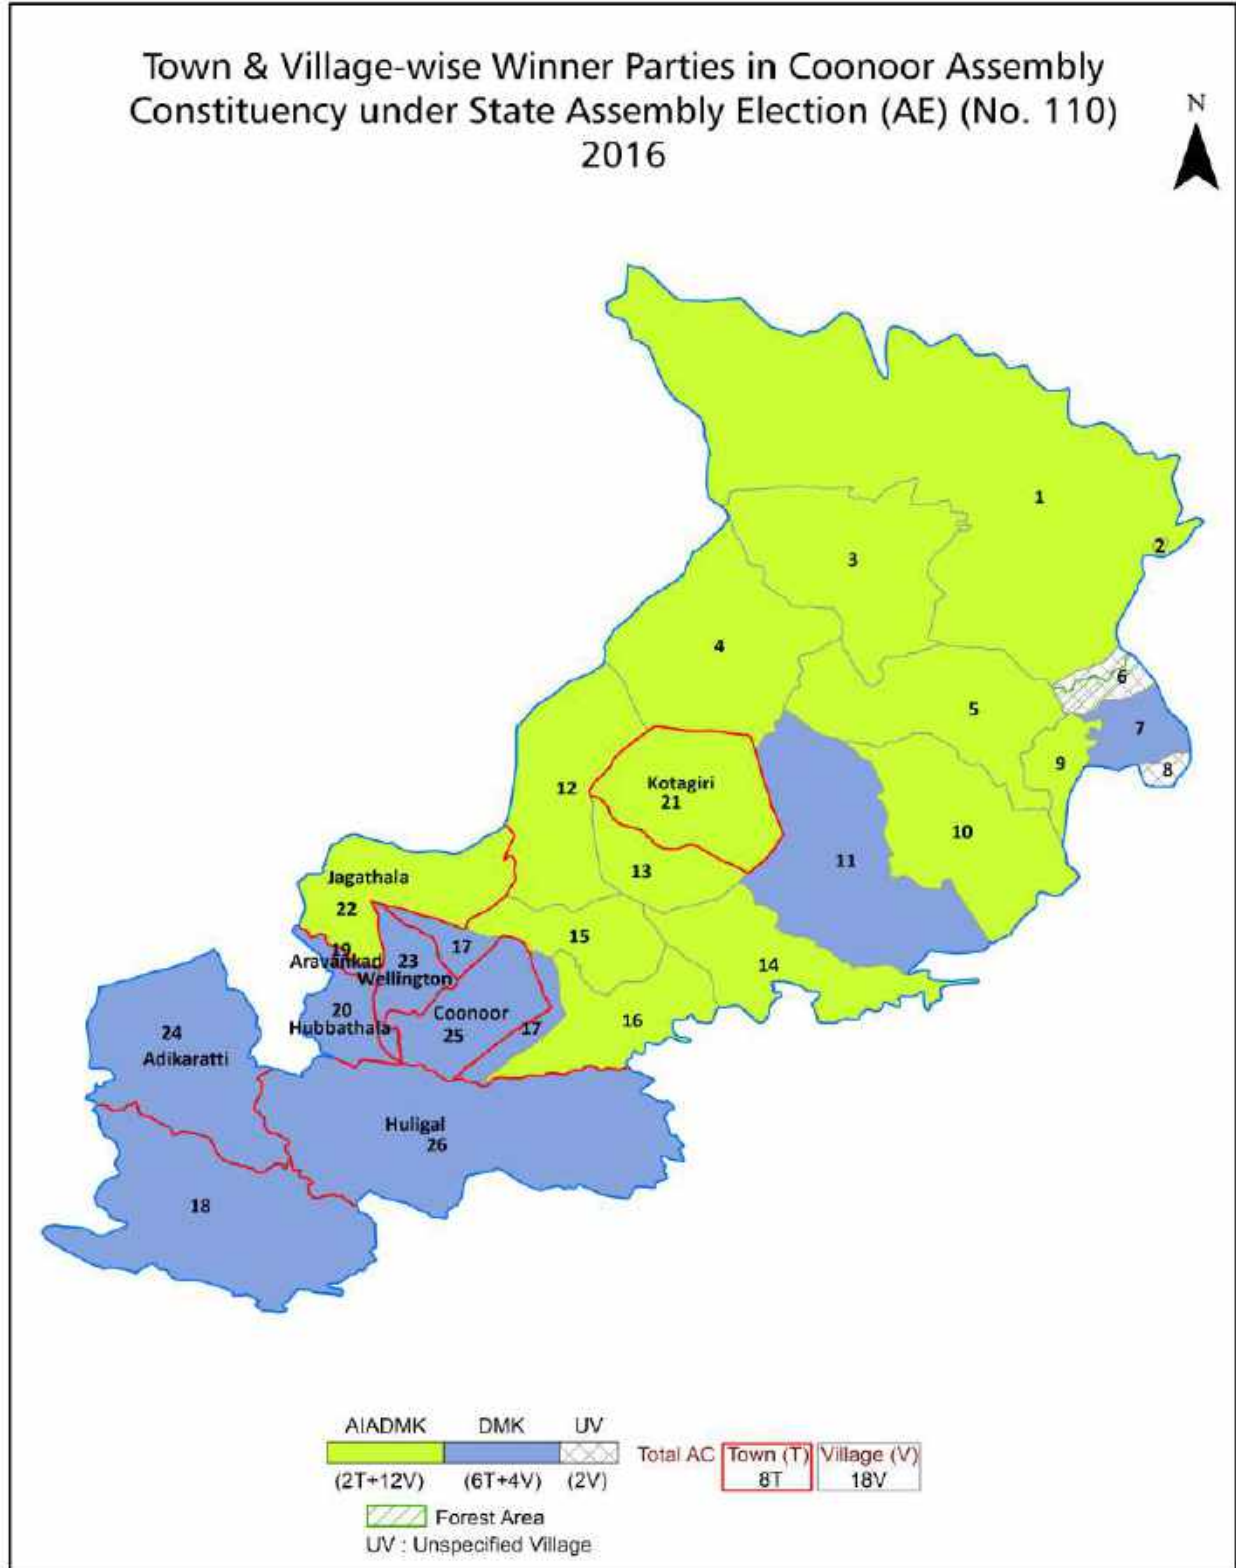 Town & Village-wise Winner Parties in Coonoor Assembly
Constituency under State Assembly Election (AE) (No. 110)
2016
N
1
2
3
4
6
5
7
8
9
12
Kotagiri
21
10
11
13
Jagathala
22
15
17
19
Aravankad
23
Wellington
14
20
Hubbathala
Coonoor
25
17
16
24
Adikaratti
Huligal
26
18
AIADMK DMK UV
(2T+12V) (6T+4V) (2V)
Total AC Town (T) Village (V)
8T 18V
Forest Area
UV : Unspecified Village